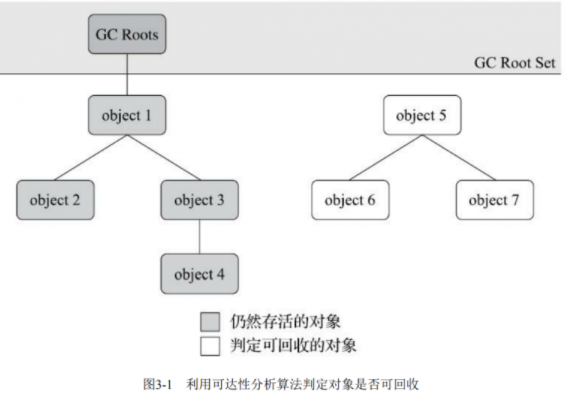 GC Roots
GC Root Set
object 1
object 5
object 2
object 3
object 6
object 7
object 4
仍然存活的对象
判定可回收的对象
图3-1 利用可达性分析算法判定对象是否可回收